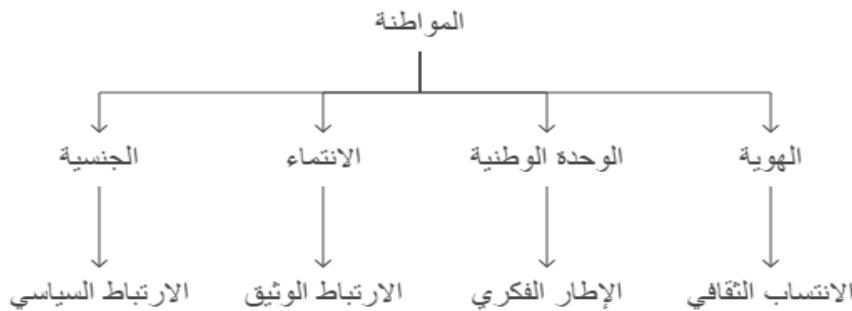 المواطنة
الهوية
الوحدة الوطنية
الانتماء
الجنسية
الانتساب الثقافي
الإطار الفكري
الارتباط الوثيق
الارتباط السياسي